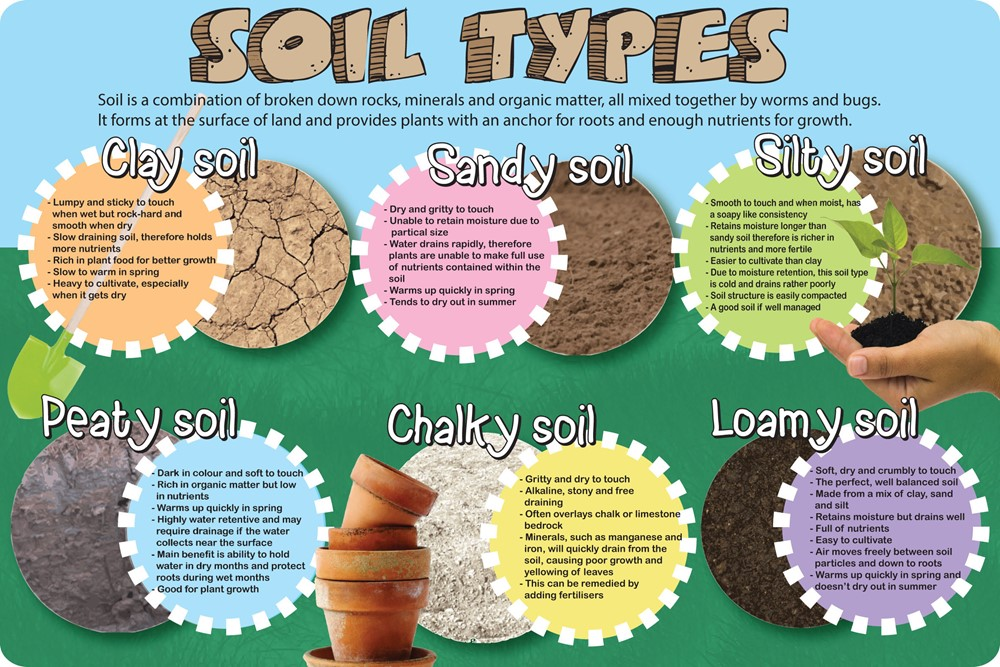 SOIL TYPES
Soil is a combination of broken down rocks, minerals and organic matter, all mixed together by worms and bugs.
It forms at the surface of land and provides plants with an anchor for roots and enough nutrients for growth.
Clay soil
- Lumpy and sticky to touch
when wet but rock-hard and
smooth when dry
- Slow draining soil, therefore holds
more nutrients
- Rich in plant food for better growth
- Slow to warm in spring
- Heavy to cultivate, especially
when it gets dry
Sandy soil
- Dry and gritty to touch
- Unable to retain moisture due to
partical size
- Water drains rapidly, therefore
plants are unable to make full use
of nutrients contained within the
soil
- Warms up quickly in spring
- Tends to dry out in summer
Silty soil
- Smooth to touch and when moist, has
a soapy like consistency
- Retains moisture longer than
sandy soil therefore is richer in
nutrients and more fertile
- Easier to cultivate than clay
- Due to moisture retention, this soil type
is cold and drains rather poorly
- Soil structure is easily compacted
- A good soil if well managed
Peaty soil
- Dark in colour and soft to touch
- Rich in organic matter but low
in nutrients
- Warms up quickly in spring
- Highly water retentive and may
require drainage if the water
collects near the surface
- Main benefit is ability to hold
water in dry months and protect
roots during wet months
- Good for plant growth
Chalky soil
- Gritty and dry to touch
- Alkaline, stony and free
draining
- Often overlays chalk or limestone
bedrock
- Minerals, such as manganese and
iron, will quickly drain from the
soil, causing poor growth and
yellowing of leaves
- This can be remedied by
adding fertilisers
Loamy soil
- Soft, dry and crumbly to touch
- The perfect, well balanced soil
- Made from a mix of clay, sand
and silt
- Retains moisture but drains well
- Full of nutrients
- Easy to cultivate
- Air moves freely between soil
particles and down to roots
- Warms up quickly in spring and
doesn't dry out in summer